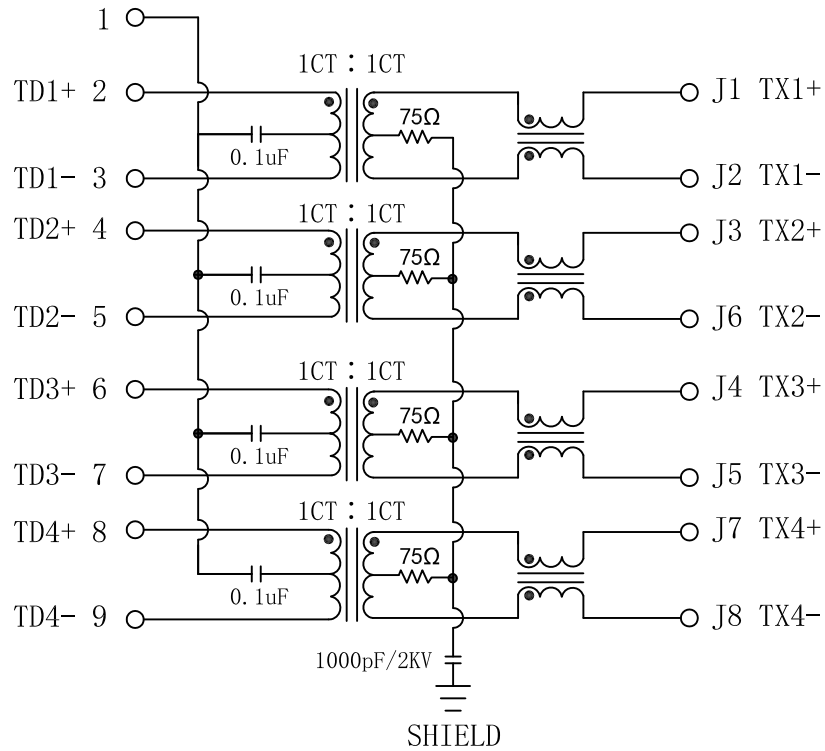 1
1CT : 1CT
TD1+ 2
75Ω
J1 TX1+
0.1uF
TD1- 3
J2 TX1-
1CT : 1CT
TD2+ 4
75Ω
J3 TX2+
0.1uF
TD2- 5
J6 TX2-
1CT : 1CT
TD3+ 6
75Ω
J4 TX3+
0.1uF
TD3- 7
J5 TX3-
1CT : 1CT
TD4+ 8
75Ω
J7 TX4+
0.1uF
TD4- 9
J8 TX4-
1000pF/2KV
SHIELD